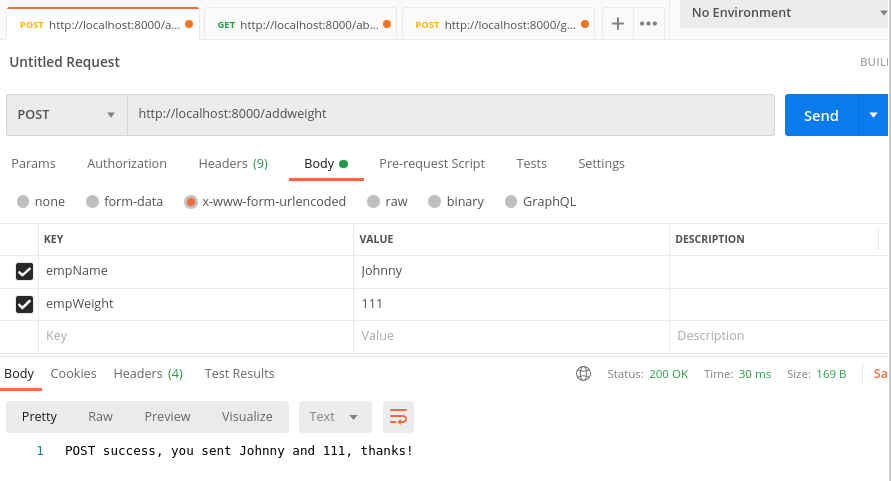 POST http://localhost:8000/a... GET http://localhost:8000/ab... POST http://localhost:8000/g... + ••• No Environment
Untitled Request BUIL
POST http://localhost:8000/addweight Send
Params Authorization Headers (9) Body Pre-request Script Tests Settings
none form-data x-www-form-urlencoded raw binary GraphQL
KEY VALUE DESCRIPTION
empName Johnny
empWeight 111
Key Value Description
Body Cookies Headers (4) Test Results Status: 200 OK Time: 30 ms Size: 169 B Sa
Pretty Raw Preview Visualize Text
1 POST success, you sent Johnny and 111, thanks!